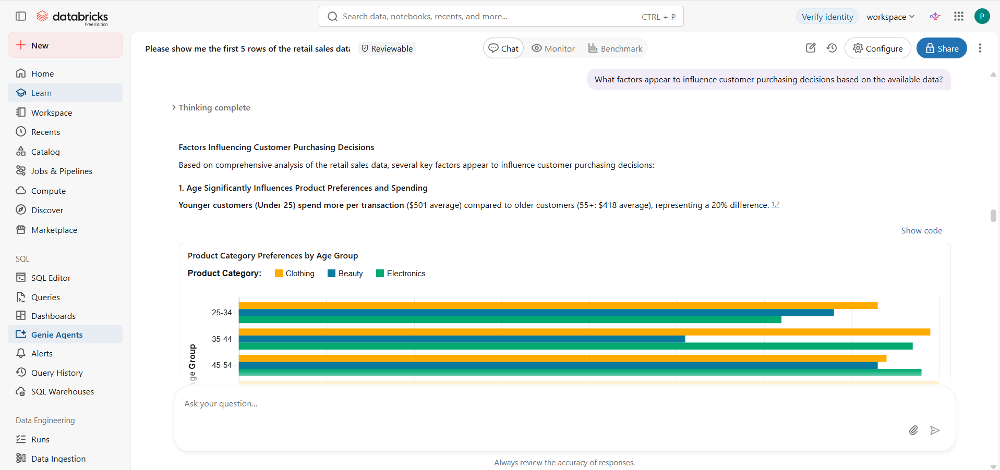 databricks
Free Edition
Search data, notebooks, recents, and more...
CTRL + P
Verify identity
workspace
P
New
Home
Learn
Workspace
Recents
Catalog
Jobs & Pipelines
Compute
Discover
Marketplace
SQL
SQL Editor
Queries
Dashboards
Genie Agents
Alerts
Query History
SQL Warehouses
Data Engineering
Runs
Data Ingestion
Please show me the first 5 rows of the retail sales data
Reviewable
Chat
Monitor
Benchmark
Configure
Share
What factors appear to influence customer purchasing decisions based on the available data?
Thinking complete
Factors Influencing Customer Purchasing Decisions
Based on comprehensive analysis of the retail sales data, several key factors appear to influence customer purchasing decisions:
1. Age Significantly Influences Product Preferences and Spending
Younger customers (Under 25) spend more per transaction ($501 average) compared to older customers (55+: $418 average), representing a 20% difference. 1,2
Show code
Product Category Preferences by Age Group
Product Category: Clothing Beauty Electronics
25-34
35-44
45-54
Age Group
Ask your question...
Always review the accuracy of responses.